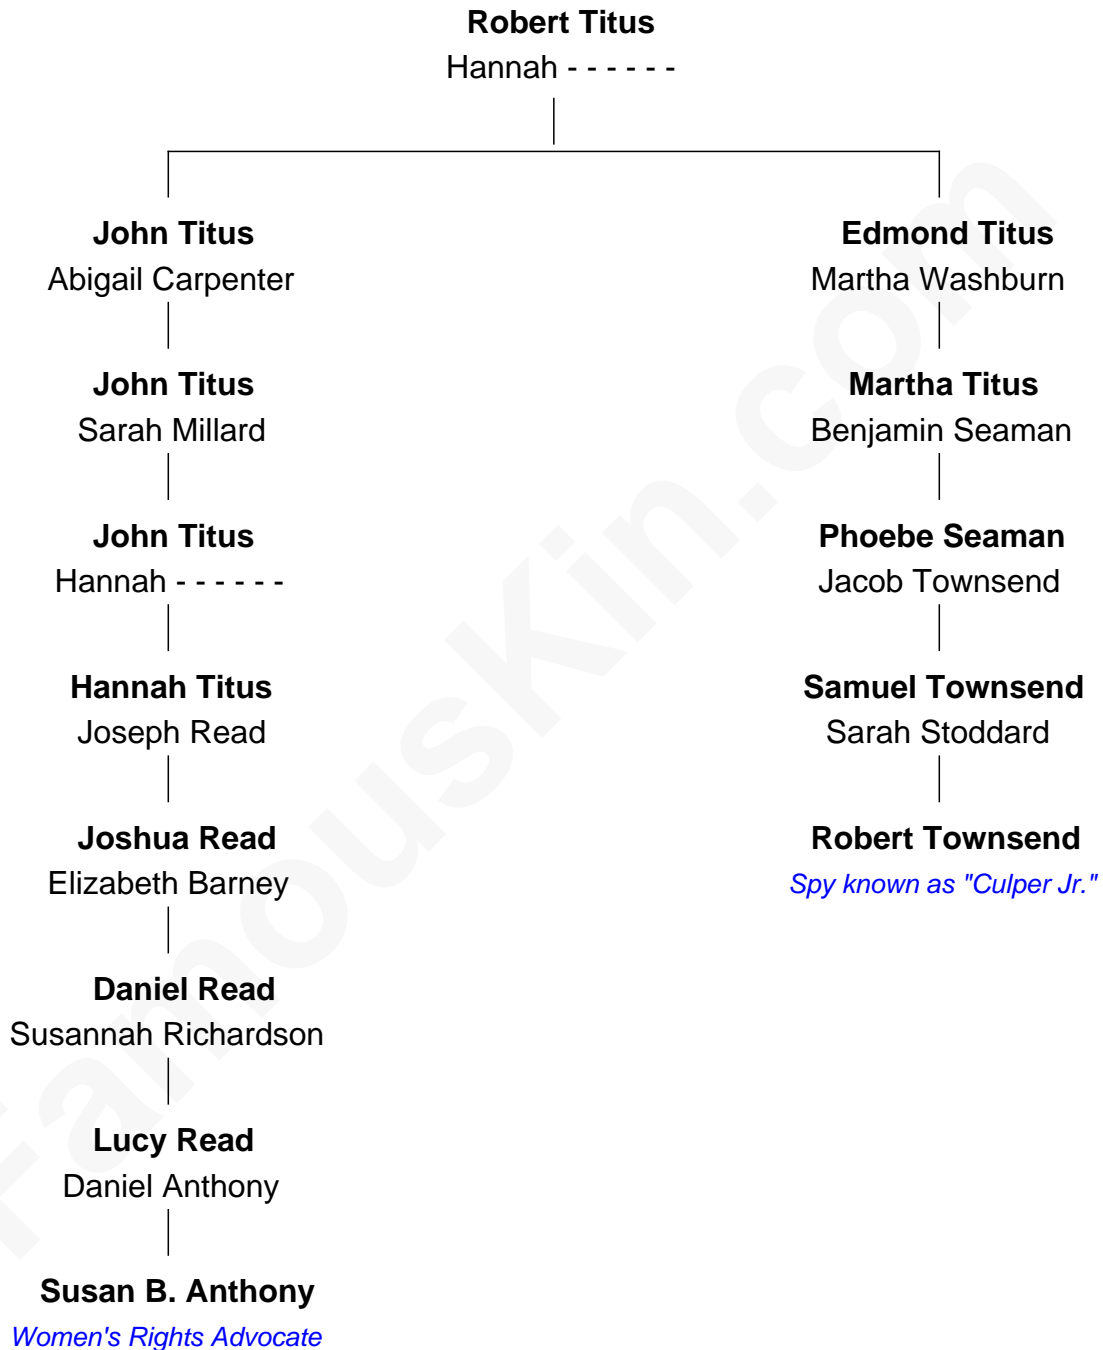 Robert Titus
Hannah - - - - - -
John Titus
Abigail Carpenter
John Titus
Sarah Millard
John Titus
Hannah - - - - - -
Hannah Titus
Joseph Read
Joshua Read
Elizabeth Barney
Daniel Read
Susannah Richardson
Lucy Read
Daniel Anthony
Susan B. Anthony
Women's Rights Advocate
Edmond Titus
Martha Washburn
Martha Titus
Benjamin Seaman
Phoebe Seaman
Jacob Townsend
Samuel Townsend
Sarah Stoddard
Robert Townsend
Spy known as "Culper Jr."
FamousKin.com